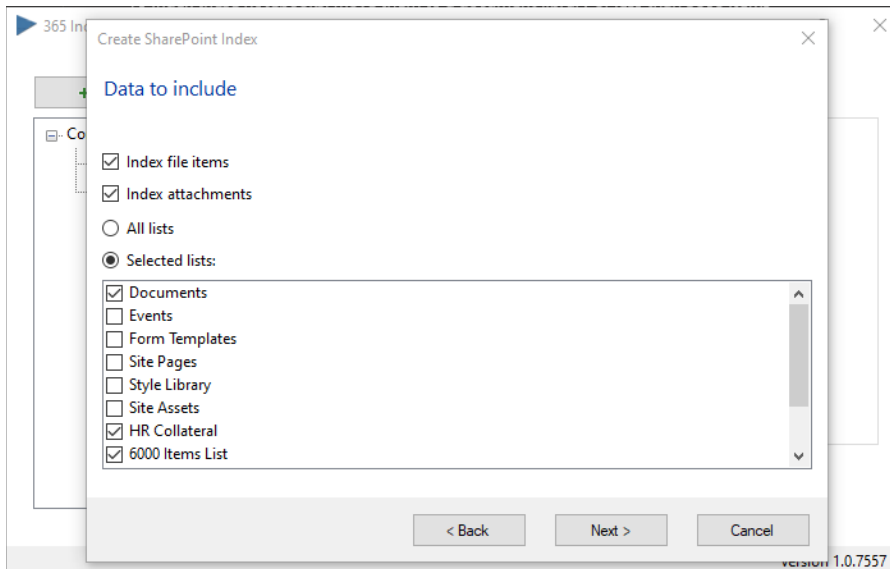 365 Ind
Create SharePoint Index
Data to include
Co
Index file items
Index attachments
All lists
Selected lists:
Documents
Events
Form Templates
Site Pages
Style Library
Site Assets
HR Collateral
6000 Items List
< Back
Next >
Cancel
version 1.0.7557